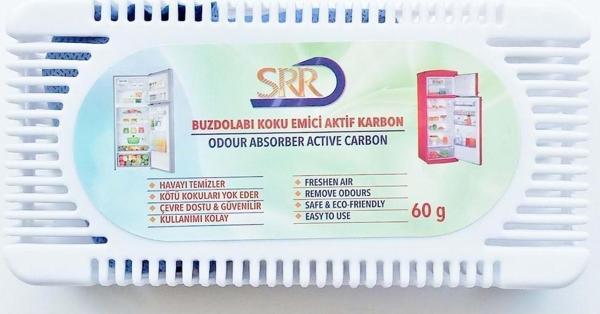 SRR
BUZDOLABI KOKU EMİCİ AKTİF KARBON
ODOUR ABSORBER ACTIVE CARBON
HAVAYI TEMİZLER
KÖTÜ KOKULARI YOK EDER
ÇEVRE DOSTU & GÜVENİLİR
KULLANIMI KOLAY
FRESHEN AIR
REMOVE ODOURS
SAFE & ECO-FRIENDLY
EASY TO USE
60 g